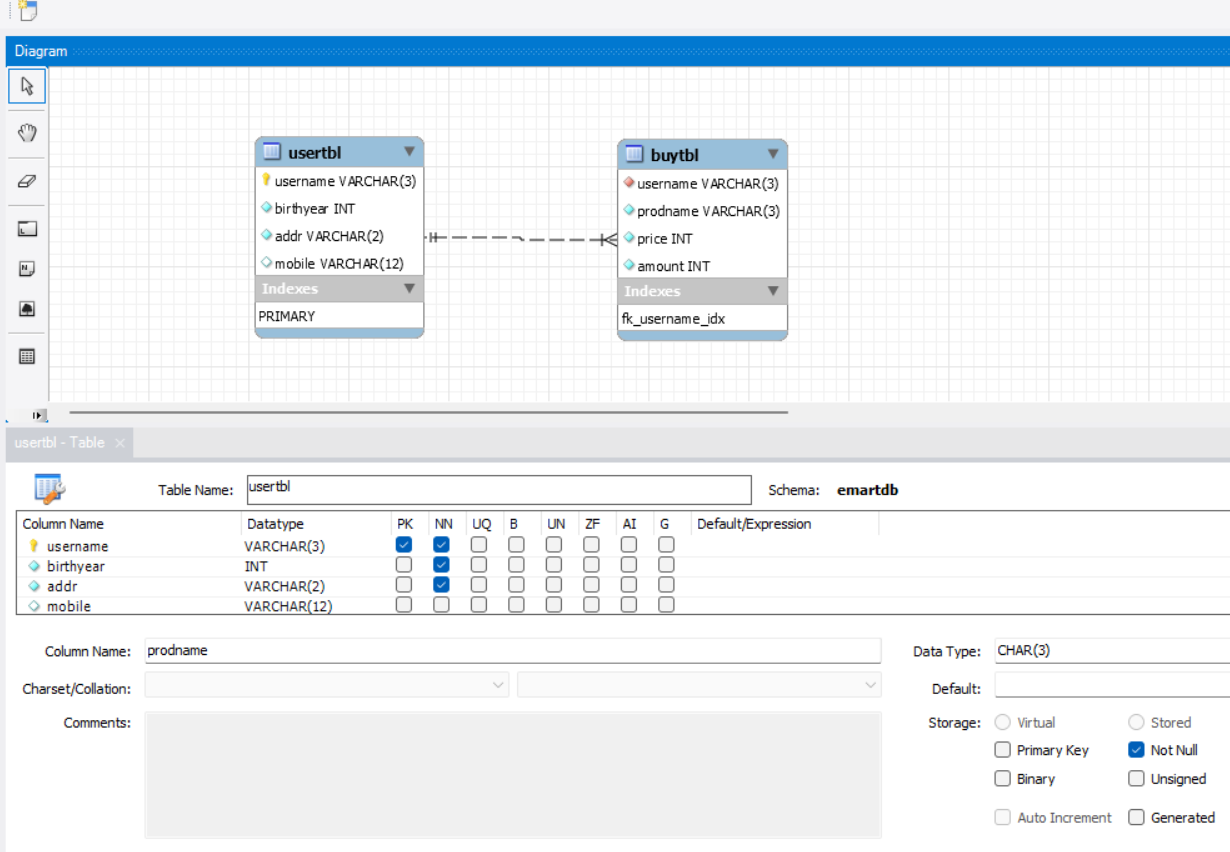 Diagram
usertbl
username VARCHAR(3)
birthyear INT
addr VARCHAR(2)
mobile VARCHAR(12)
Indexes
PRIMARY
buytbl
username VARCHAR(3)
prodname VARCHAR(3)
price INT
amount INT
Indexes
fk_username_idx
usertbl - Table
Table Name: usertbl Schema: emartdb
Column Name Datatype PK NN UQ B UN ZF AI G Default/Expression
username VARCHAR(3)
birthyear INT
addr VARCHAR(2)
mobile VARCHAR(12)
Column Name: prodname Data Type: CHAR(3)
Charset/Collation: Default:
Comments: Storage: Virtual Stored
Primary Key Not Null
Binary Unsigned
Auto Increment Generated